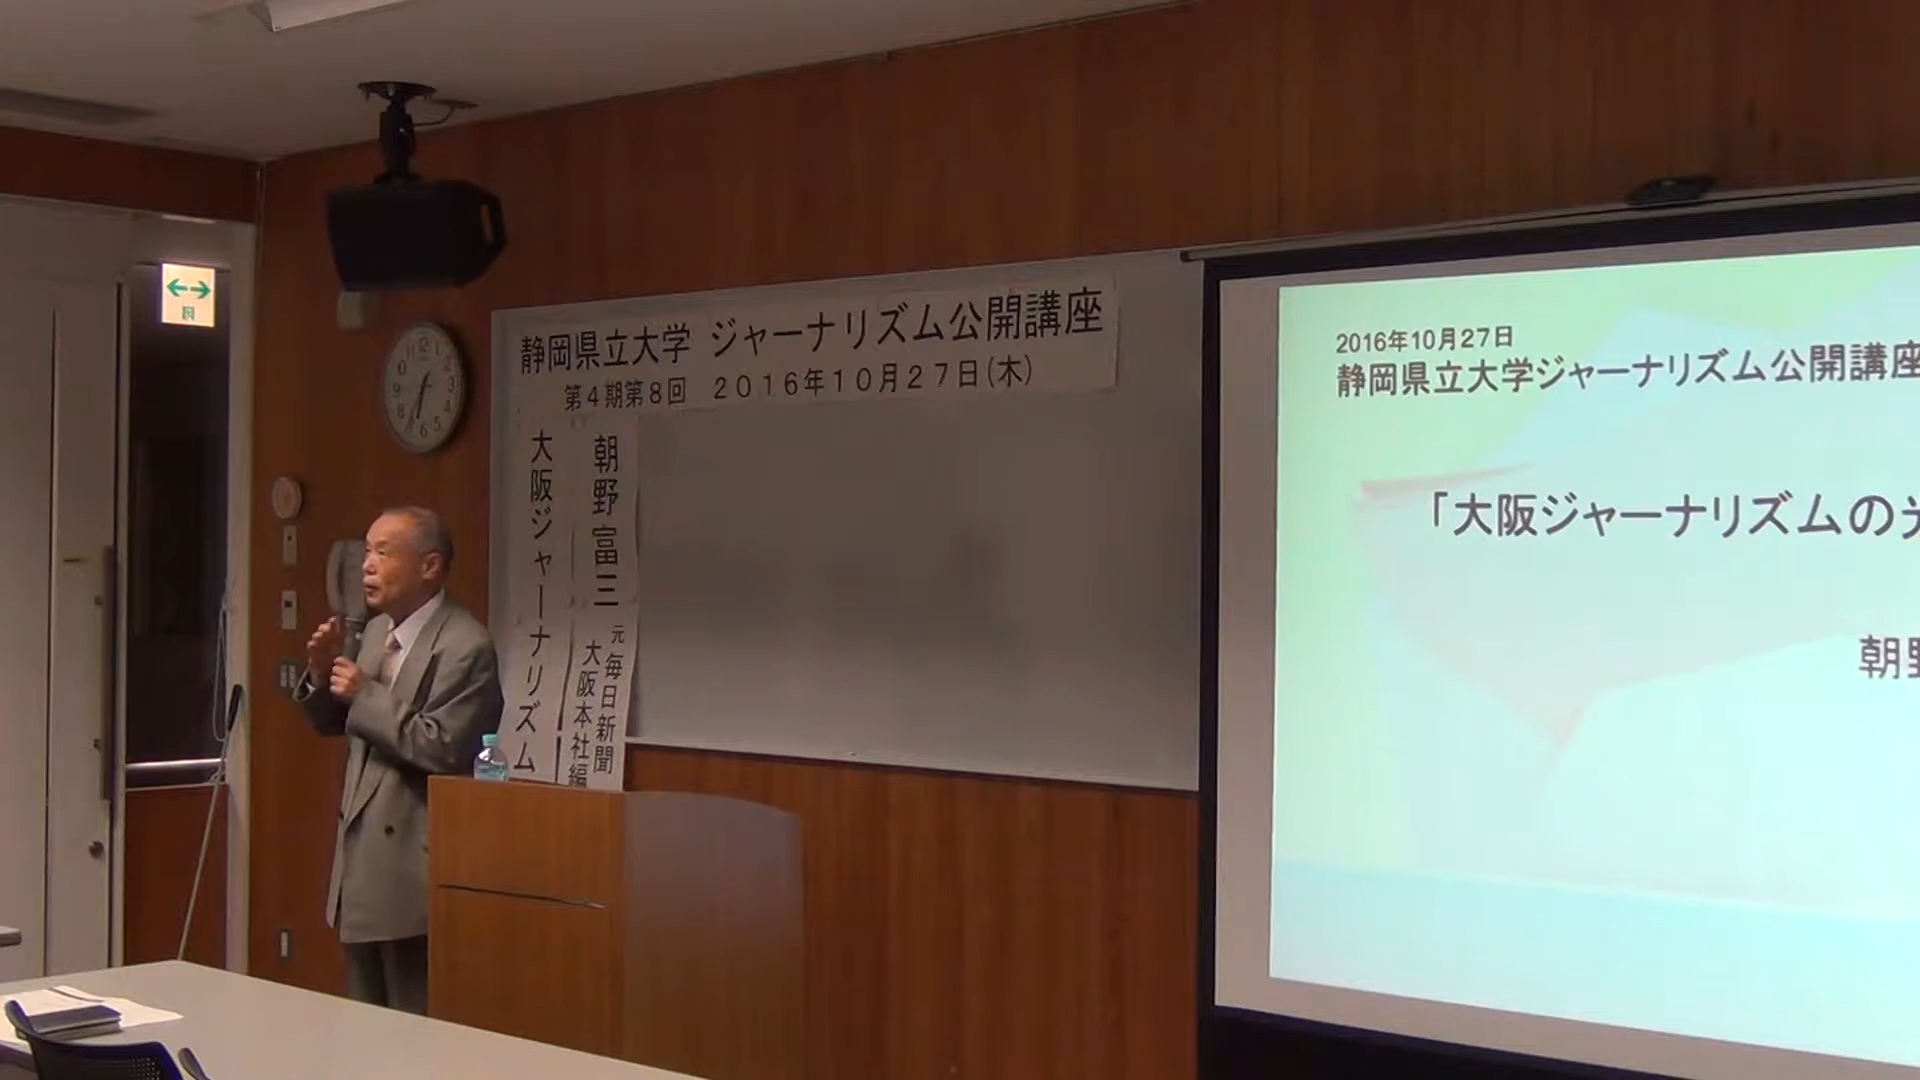 静岡県立大学 ジャーナリズム公開講座
第4期第8回 2016年10月27日(木)
朝野富三 元毎日新聞
大阪本社編
大阪ジャーナリズム
2016年10月27日
静岡県立大学ジャーナリズム公開講座
「大阪ジャーナリズムの
朝野